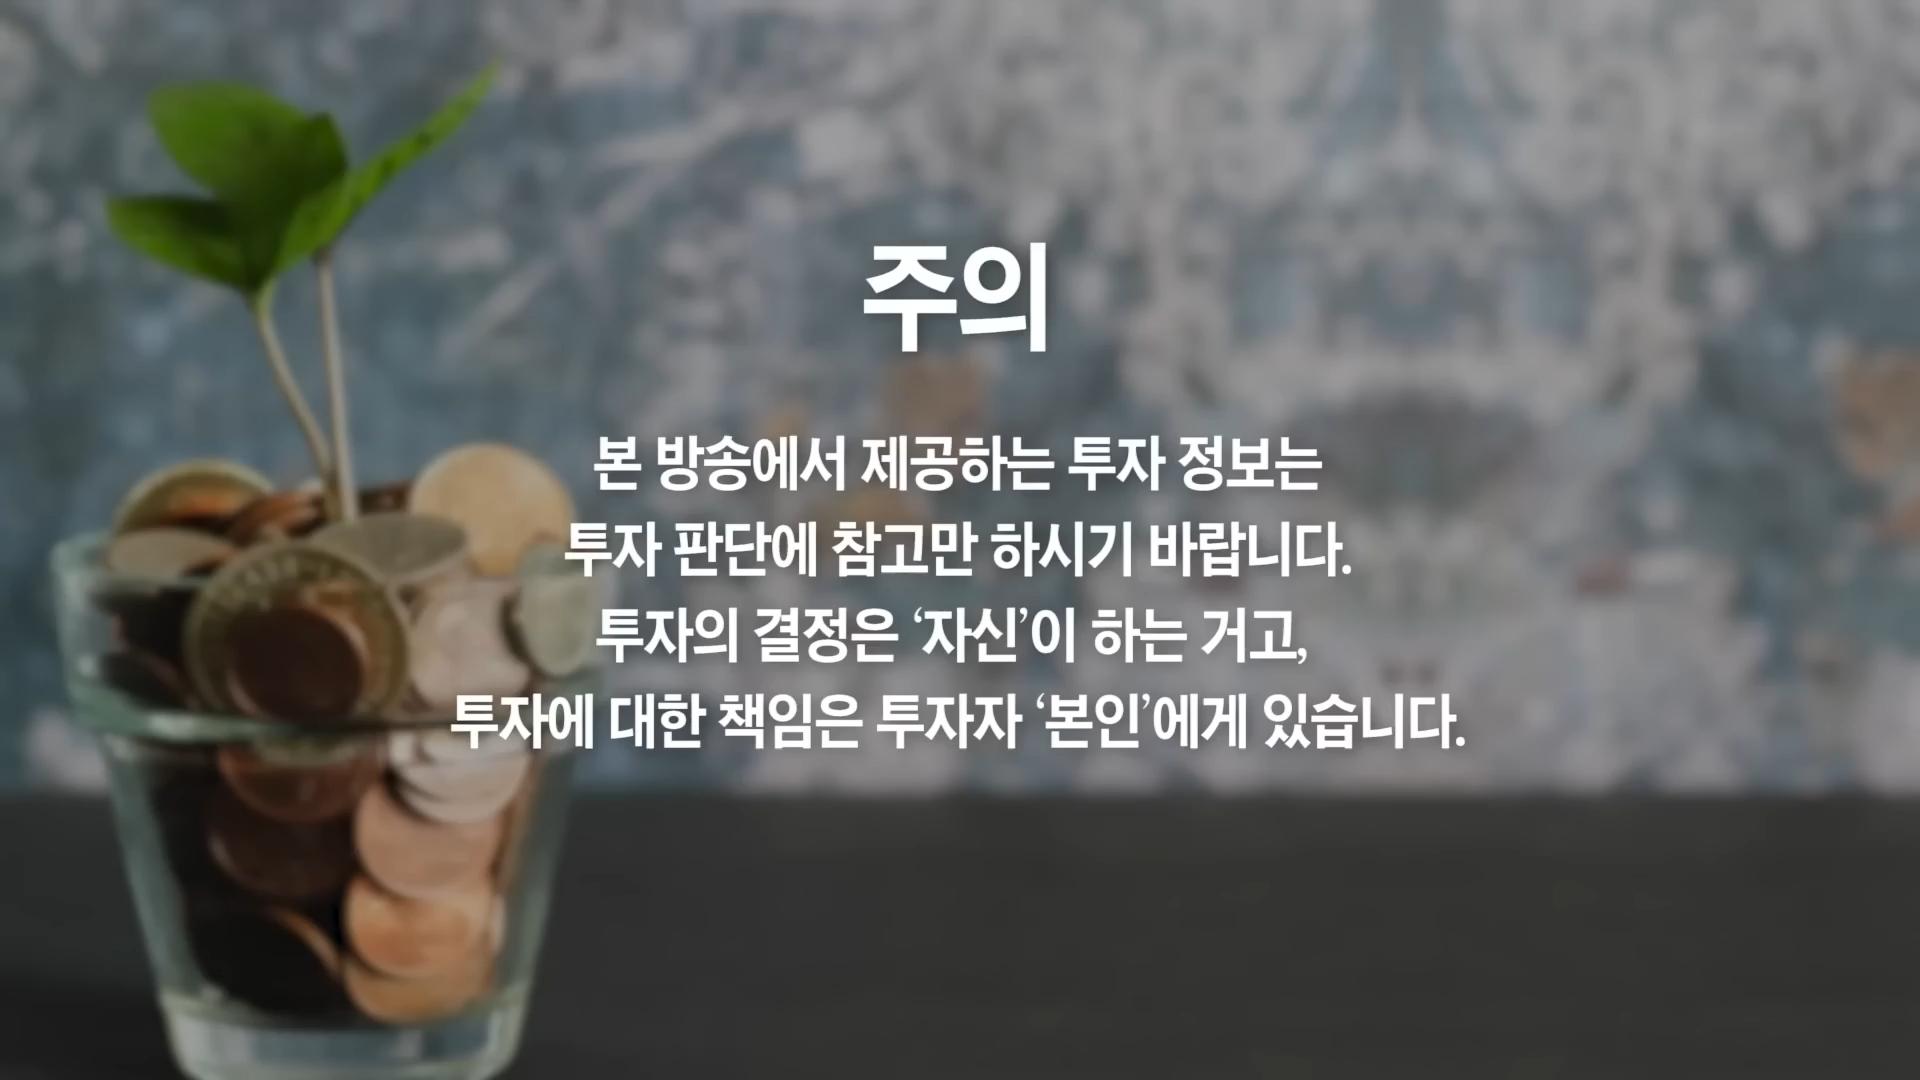 주의
본 방송에서 제공하는 투자 정보는
투자 판단에 참고만 하시기 바랍니다.
투자의 결정은 ‘자신’이 하는 거고,
투자에 대한 책임은 투자자 ‘본인’에게 있습니다.